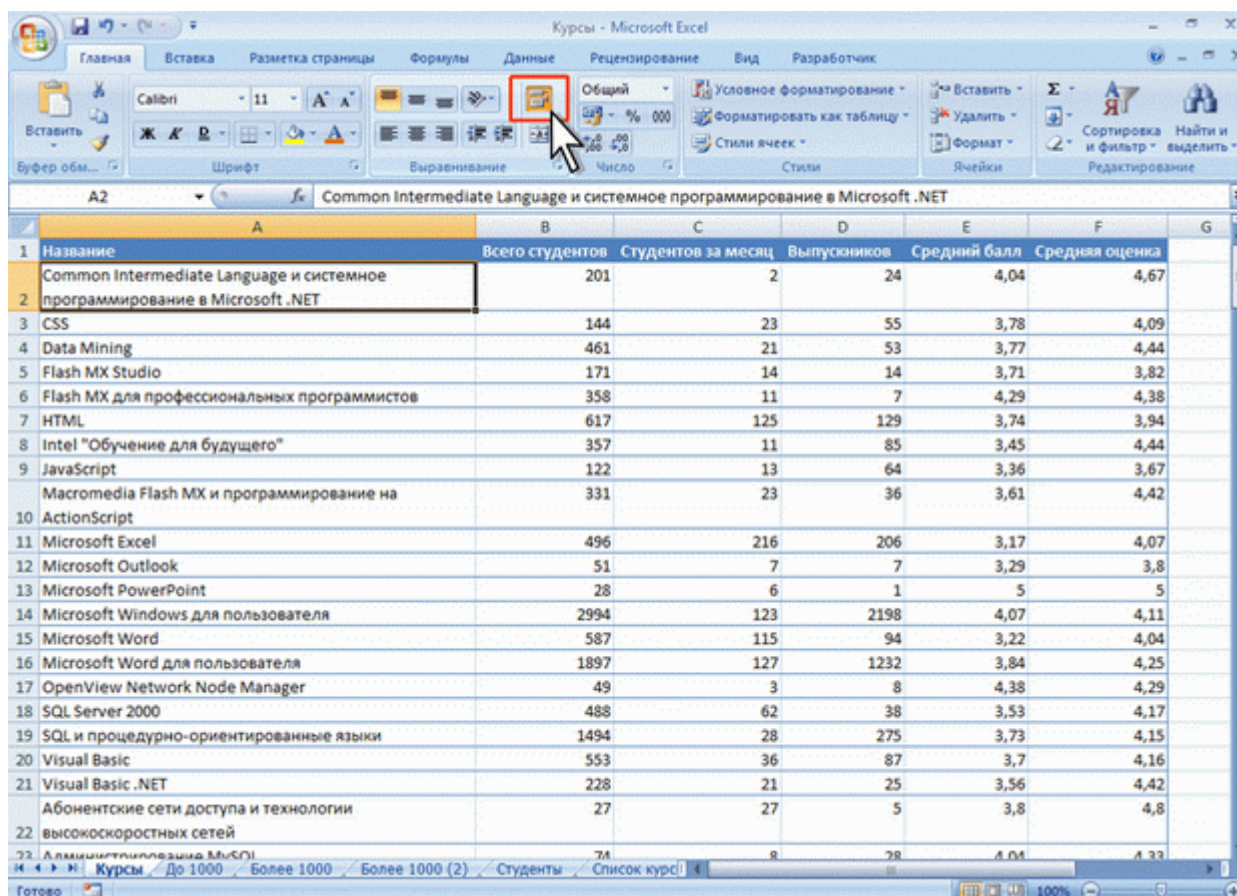 Курсы - Microsoft Excel
Главная Вставка Разметка страницы Формулы Данные Рецензирование Вид Разработчик
Вставить
Calibri 11
Ж К Ч
Общий
% 000
Условное форматирование
Форматировать как таблицу
Стили ячеек
Вставить
Удалить
Формат
Σ
Сортировка и фильтр
Найти и выделить
Буфер обм... Шрифт Выравнивание Число Стили Ячейки Редактирование
A2 fx Common Intermediate Language и системное программирование в Microsoft .NET
A B C D E F G
1 Название Всего студентов Студентов за месяц Выпускников Средний балл Средняя оценка
Common Intermediate Language и системное 201 2 24 4,04 4,67
2 программирование в Microsoft .NET
3 CSS 144 23 55 3,78 4,09
4 Data Mining 461 21 53 3,77 4,44
5 Flash MX Studio 171 14 14 3,71 3,82
6 Flash MX для профессиональных программистов 358 11 7 4,29 4,38
7 HTML 617 125 129 3,74 3,94
8 Intel "Обучение для будущего" 357 11 85 3,45 4,44
9 JavaScript 122 13 64 3,36 3,67
Macromedia Flash MX и программирование на 331 23 36 3,61 4,42
10 ActionScript
11 Microsoft Excel 496 216 206 3,17 4,07
12 Microsoft Outlook 51 7 7 3,29 3,8
13 Microsoft PowerPoint 28 6 1 5 5
14 Microsoft Windows для пользователя 2994 123 2198 4,07 4,11
15 Microsoft Word 587 115 94 3,22 4,04
16 Microsoft Word для пользователя 1897 127 1232 3,84 4,25
17 OpenView Network Node Manager 49 3 8 4,38 4,29
18 SQL Server 2000 488 62 38 3,53 4,17
19 SQL и процедурно-ориентированные языки 1494 28 275 3,73 4,15
20 Visual Basic 553 36 87 3,7 4,16
21 Visual Basic .NET 228 21 25 3,56 4,42
Абонентские сети доступа и технологии 27 27 5 3,8 4,8
22 высокоскоростных сетей
23 Администрирование MySQL 74 9 28 4,04 4,33
Курсы До 1000 Более 1000 Более 1000 (2) Студенты Список курс
Готово 100%